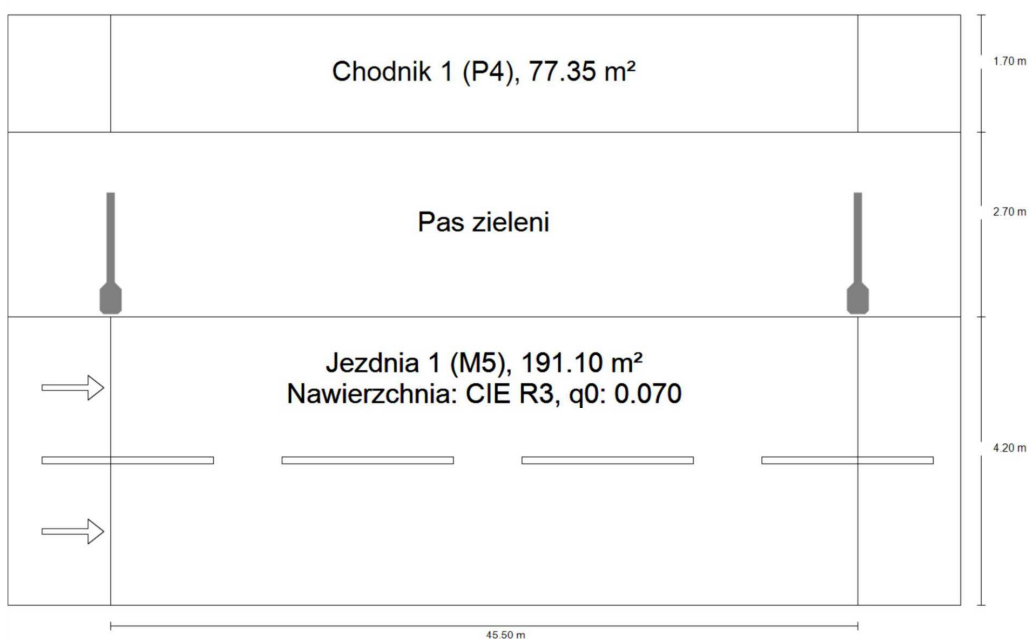 Chodnik 1 (P4), 77.35 m²
1.70 m
Pas zieleni
2.70 m
Jezdnia 1 (M5), 191.10 m²
Nawierzchnia: CIE R3, q0: 0.070
4.20 m
45.50 m